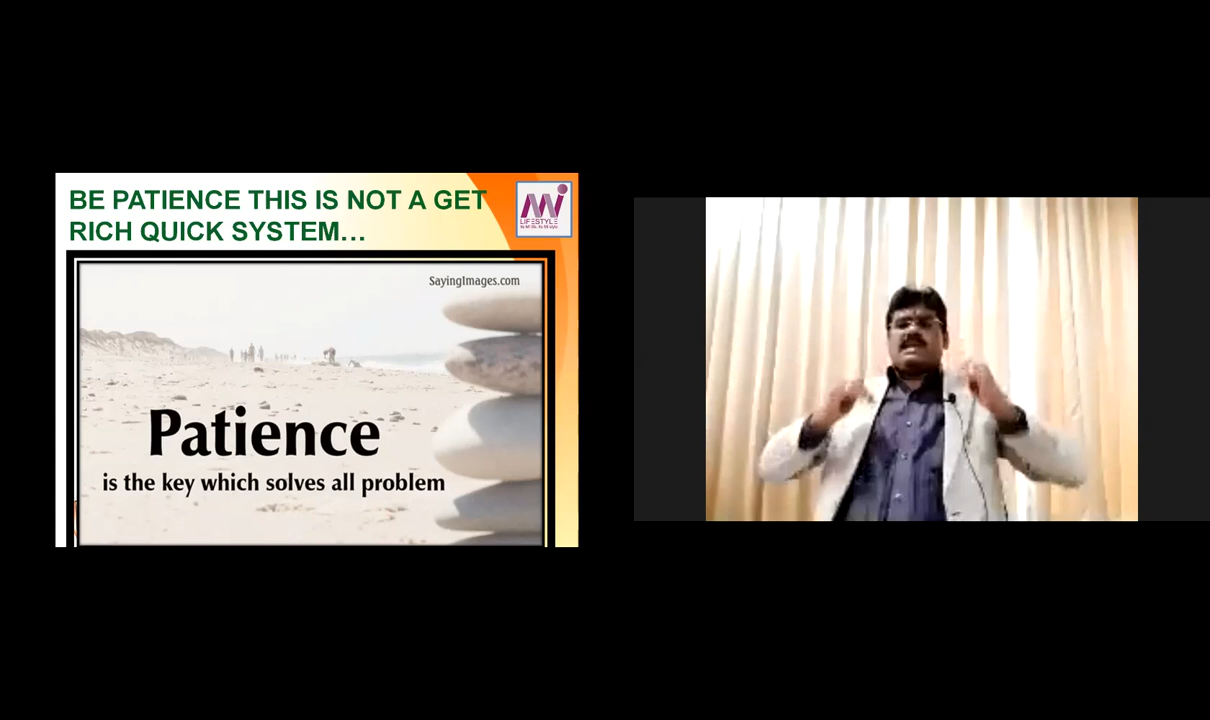 BE PATIENCE THIS IS NOT A GET
RICH QUICK SYSTEM...
LIFESTYLE
SayingImages.com
Patience
is the key which solves all problem